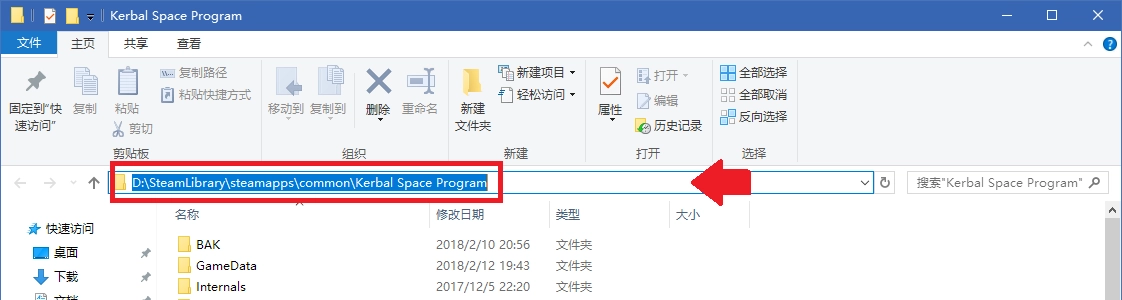 Kerbal Space Program
文件 主页 共享 查看
固定到"快速访问"
复制
粘贴
复制路径
粘贴快捷方式
剪切
剪贴板
移动到
复制到
删除
重命名
组织
新建
文件夹
新建项目
轻松访问
新建
属性
打开
编辑
历史记录
打开
全部选择
全部取消
反向选择
选择
D:\SteamLibrary\steamapps\common\Kerbal Space Program
搜索"Kerbal Space Program"
名称 修改日期 类型 大小
快速访问
桌面
下载
文档
BAK 2018/2/10 20:56 文件夹
GameData 2018/2/12 19:43 文件夹
Internals 2017/12/5 22:20 文件夹